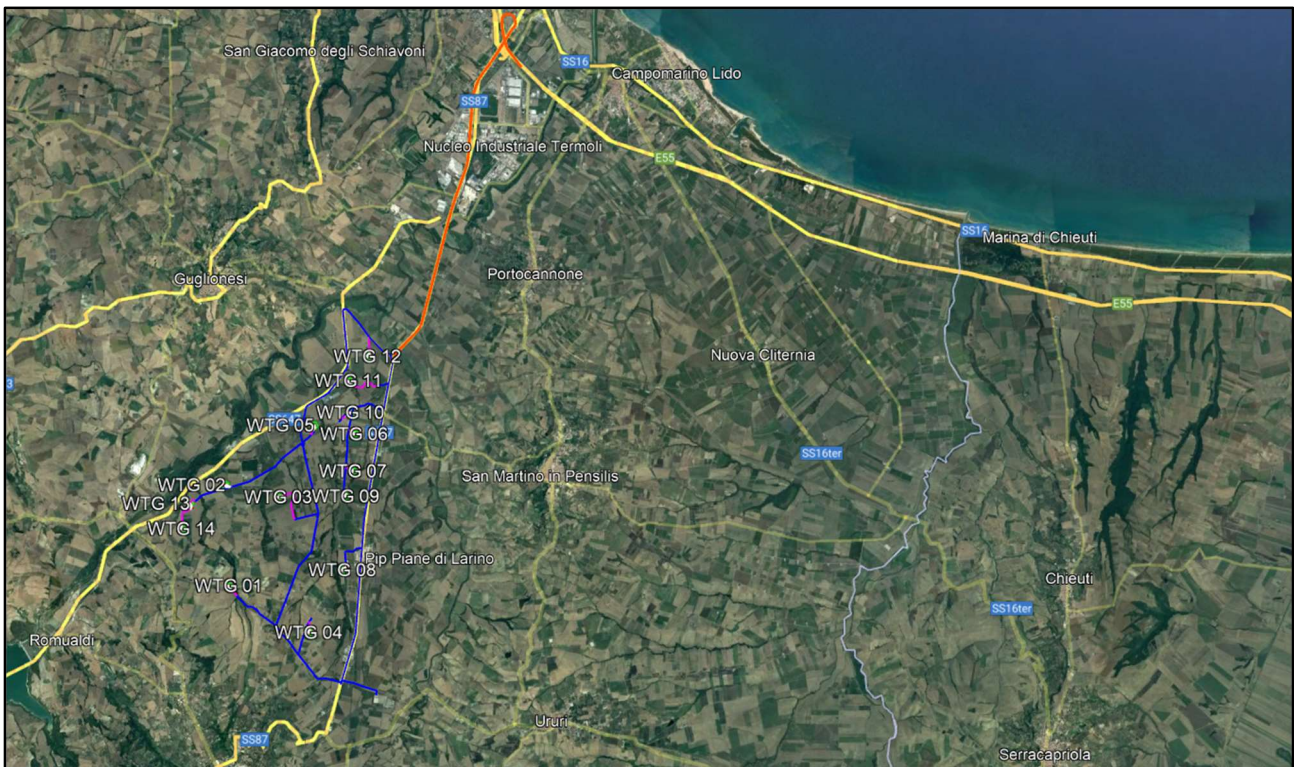 San Giacomo degli Schiavoni
SS16
Campomarino Lido
SS87
Nucleo Industriale Termoli
E55
SS16
Marina di Chieuti
Portocannone
Guglionesi
E55
WTG 12
Nuova Cliternia
WTG 11
3
WTG 10
WTG 05
WTG 06
SS16ter
WTG 07
San Martino in Pensilis
WTG 02
WTG 03
WTG 09
WTG 13
WTG 14
Pip Piane di Larino
WTG 08
Chieuti
WTG 01
SS16ter
WTG 04
Romualdi
Ururi
SS87
Serracapriola